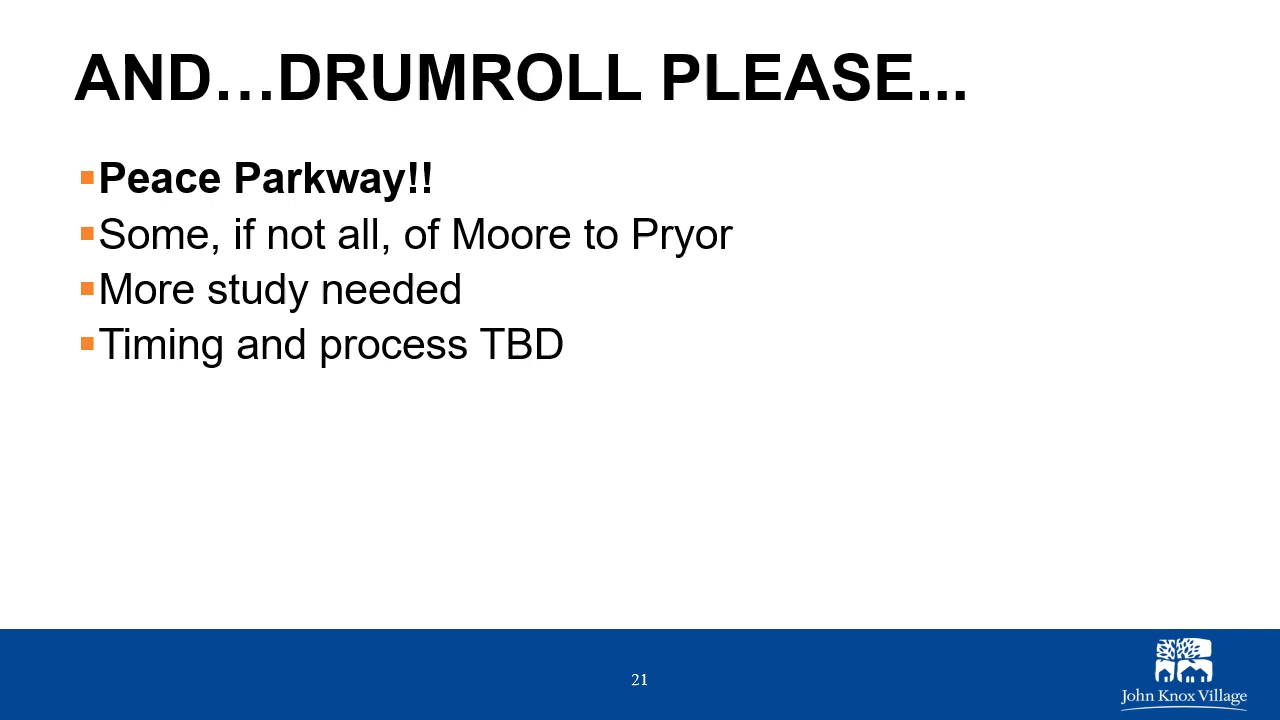 AND…DRUMROLL PLEASE...
Peace Parkway!!
Some, if not all, of Moore to Pryor
More study needed
Timing and process TBD
21
John Knox Village